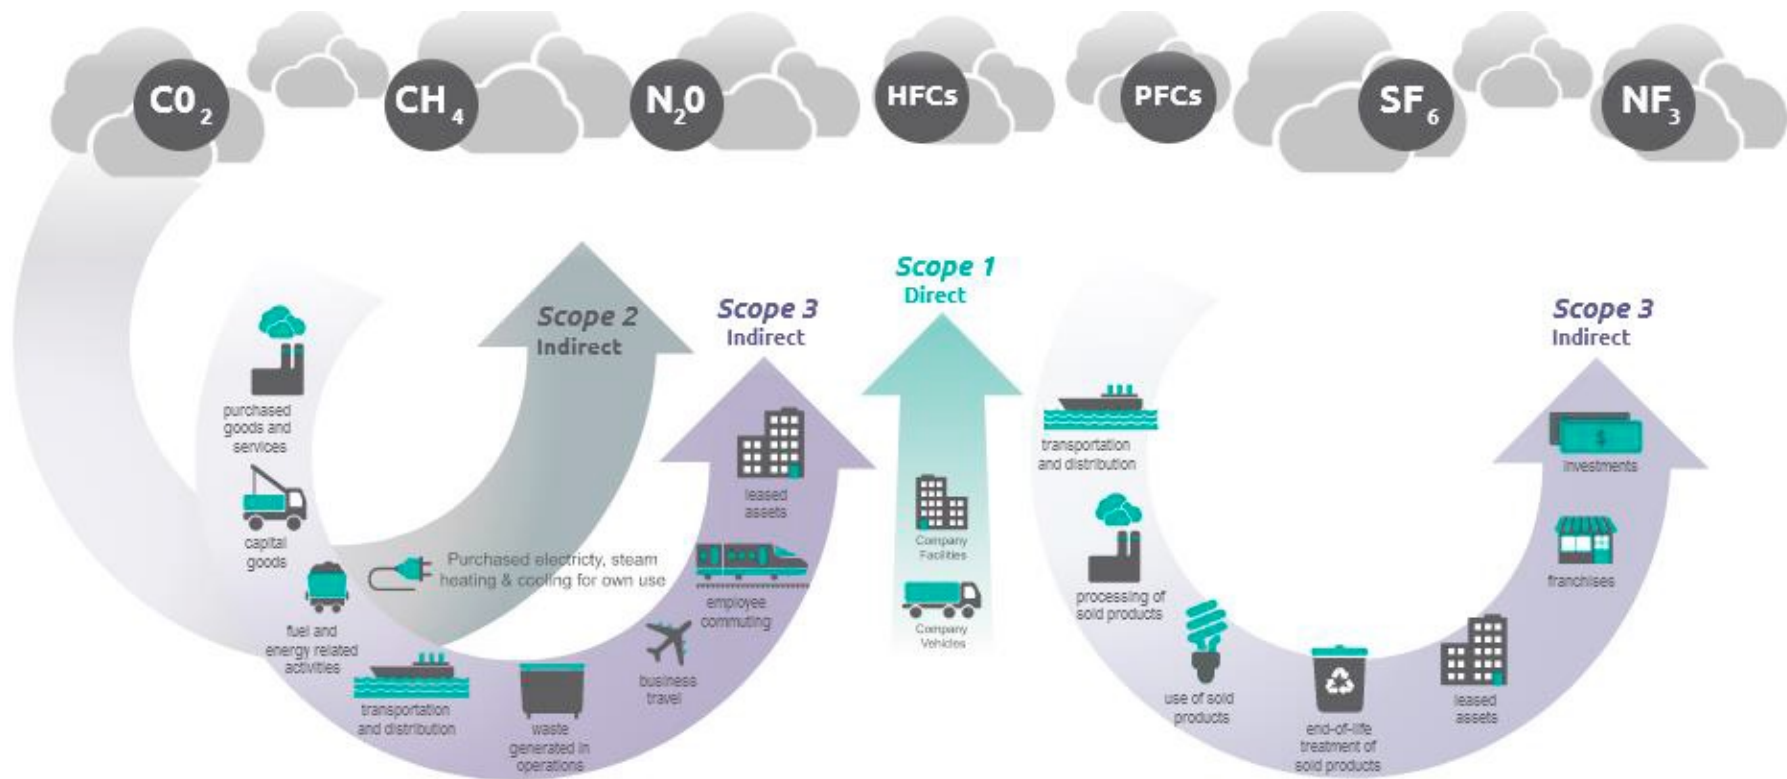 C0₂
CH₄
N₂0
HFCs
PFCs
SF₆
NF₃
Scope 2
Indirect
Scope 3
Indirect
Scope 1
Direct
Scope 3
Indirect
purchased
goods and
services
capital
goods
fuel and
energy related
activities
Purchased electricty, steam
heating & cooling for own use
transportation
and distribution
waste
generated in
operations
business
travel
employee
commuting
leased
assets
Company
Facilities
Company
Vehicles
transportation
and distribution
processing of
sold products
use of sold
products
end-of-life
treatment of
sold products
leased
assets
franchises
investments
$